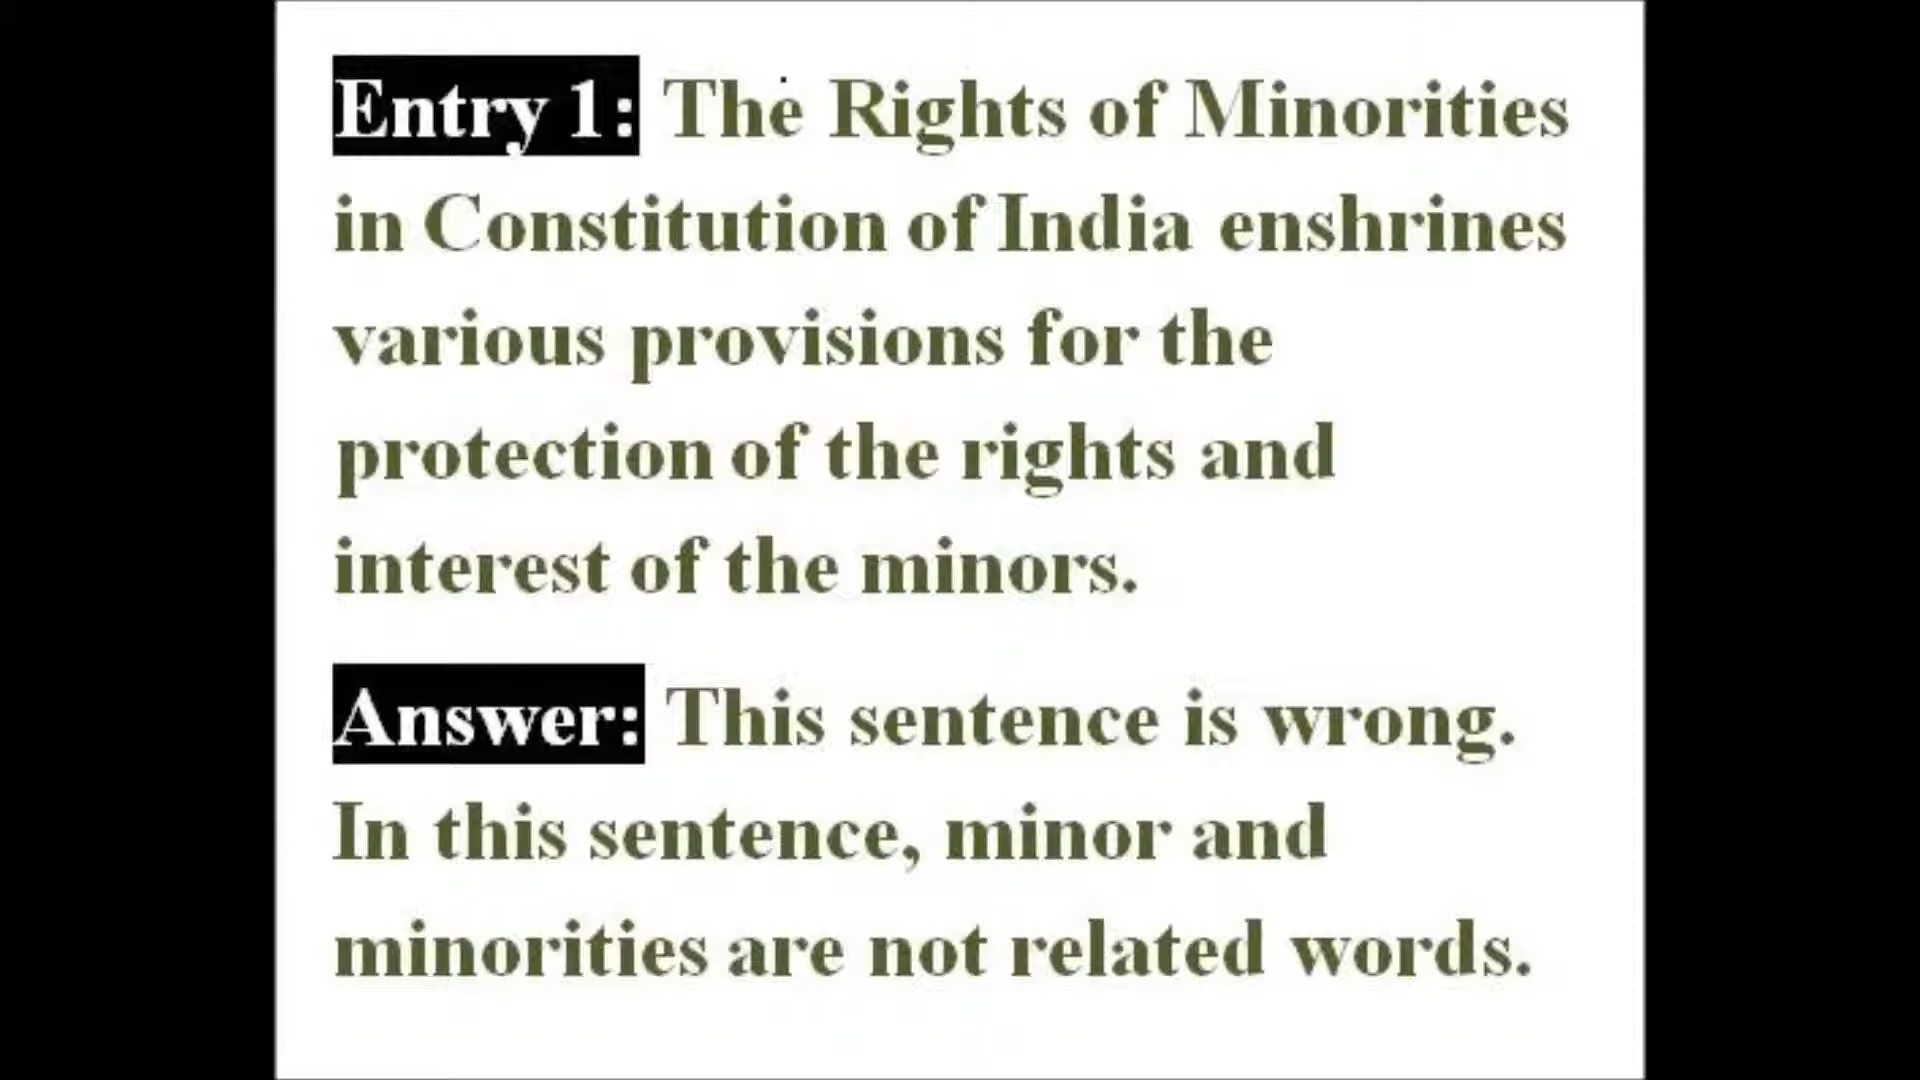 Entry 1: The Rights of Minorities
in Constitution of India enshrines
various provisions for the
protection of the rights and
interest of the minors.
Answer: This sentence is wrong.
In this sentence, minor and
minorities are not related words.